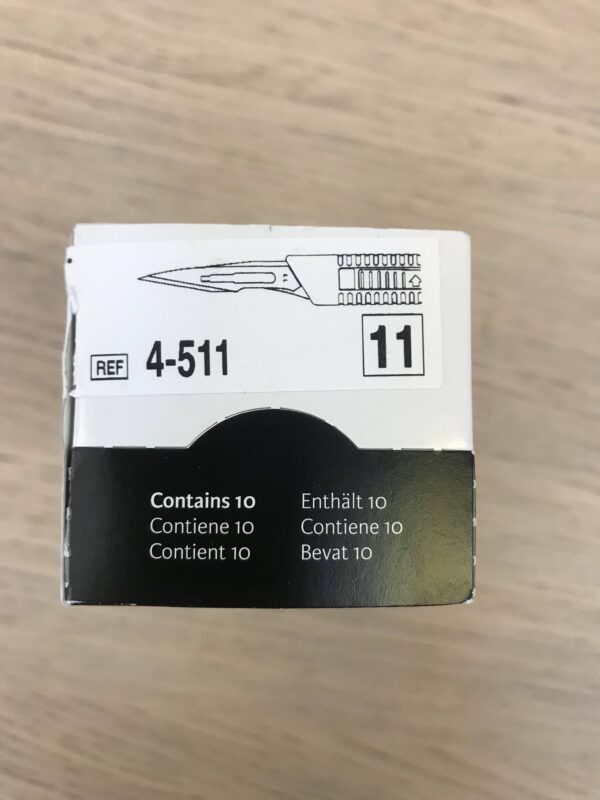 REF 4-511 11
Contains 10
Contiene 10
Contient 10
Enthält 10
Contiene 10
Bevat 10